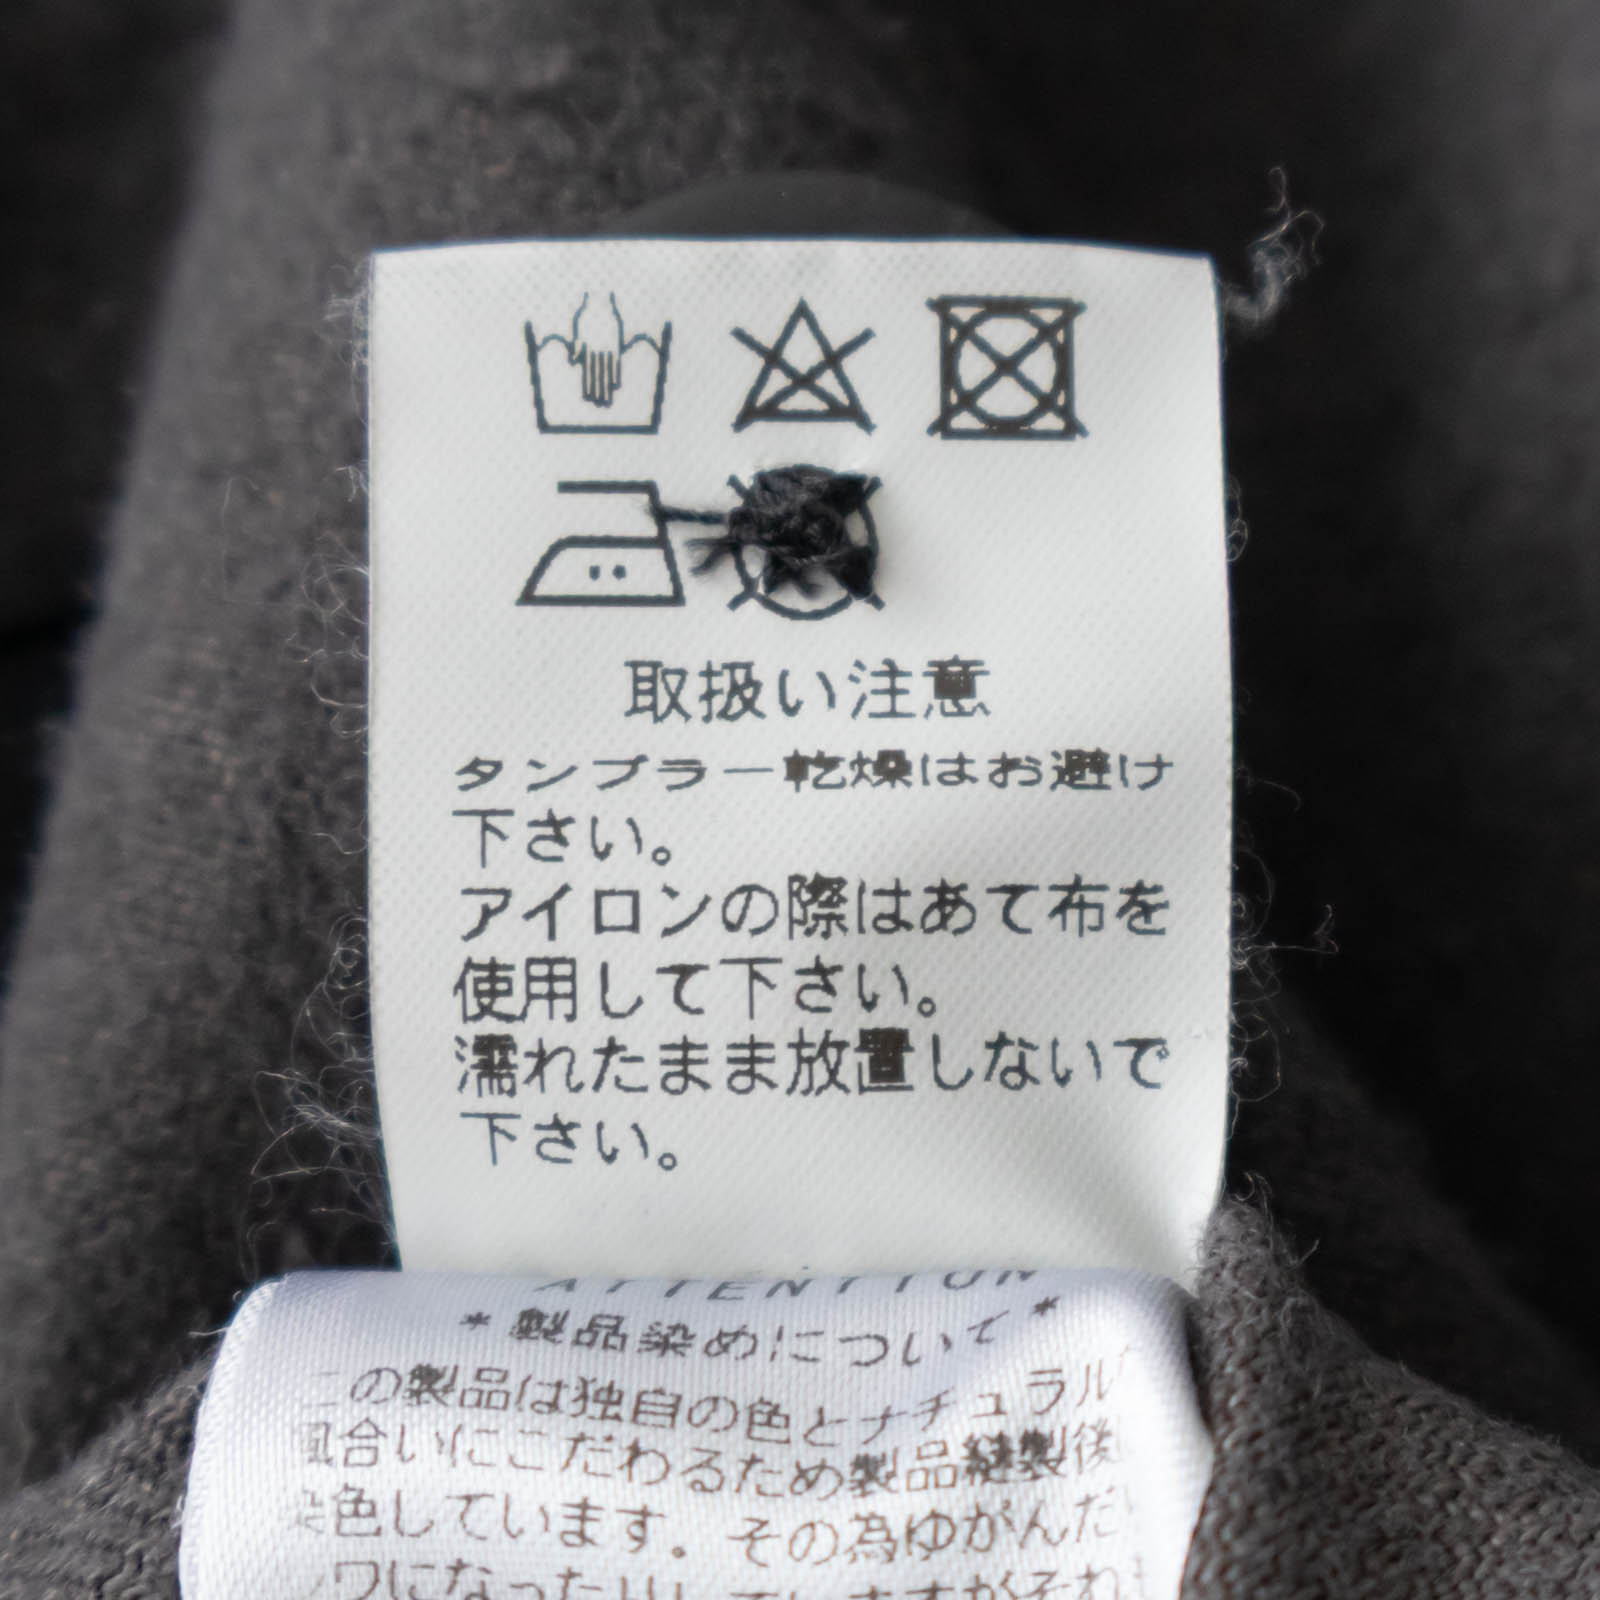 取扱い注意
タンブラー乾燥はお避け
下さい。
アイロンの際はあて布を
使用して下さい。
濡れたまま放置しないで
下さい。
ATTENTION
*製品染めについて*
この製品は独自の色とナチュラル
風合いにこだわるため製品縫製後
染色しています。その為ゆがんだ